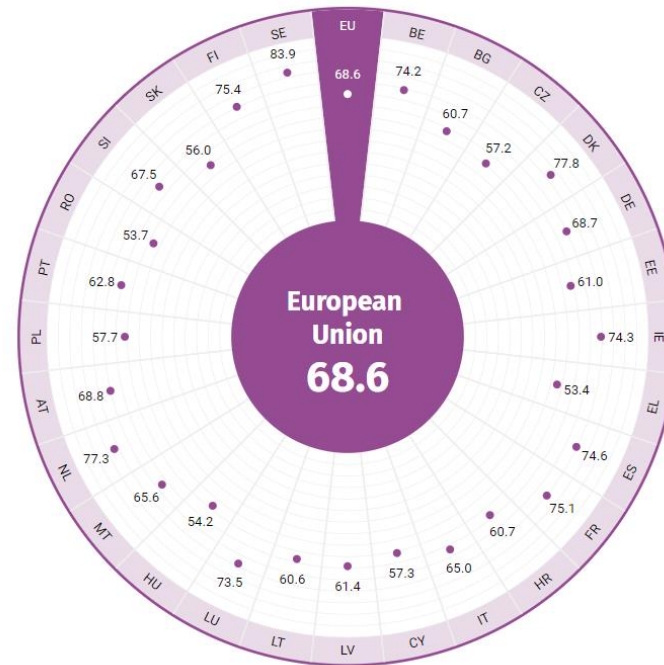 EU
68.6
BE
74.2
BG
60.7
CZ
57.2
DK
77.8
DE
68.7
EE
61.0
IE
74.3
EL
53.4
ES
74.6
FR
75.1
HR
60.7
IT
65.0
CY
57.3
LV
61.4
LT
60.6
LU
73.5
HU
54.2
MT
65.6
NL
77.3
AT
68.8
PL
57.7
PT
62.8
RO
53.7
SI
67.5
SK
56.0
FI
75.4
SE
83.9
European
Union
68.6